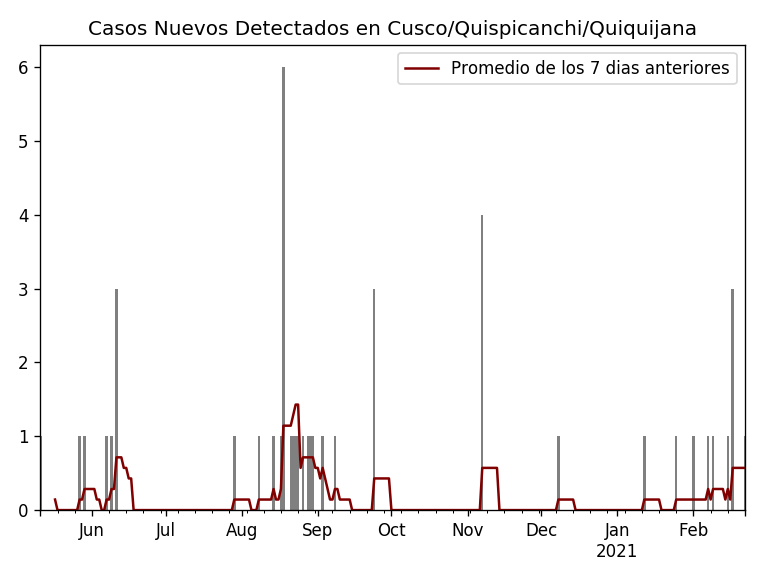 Casos Nuevos Detectados en Cusco/Quispicanchi/Quiquijana
Promedio de los 7 dias anteriores
6
5
4
3
2
1
0
Jun Jul Aug Sep Oct Nov Dec Jan Feb
2021